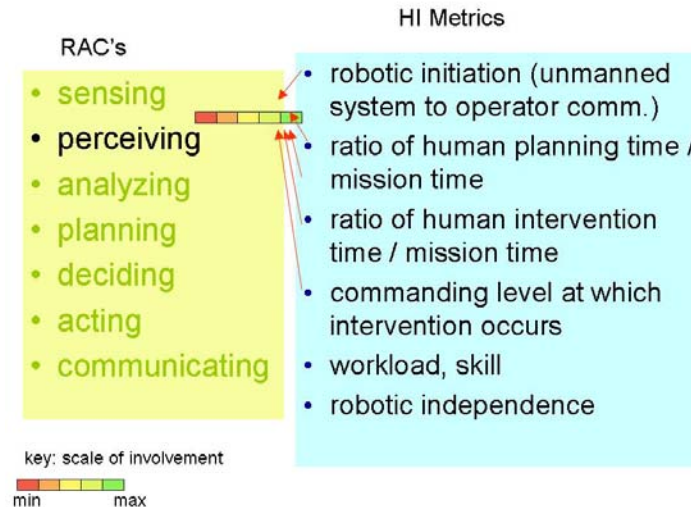 HI Metrics
RAC's
• sensing
• perceiving
• analyzing
• planning
• deciding
• acting
• communicating
• robotic initiation (unmanned
system to operator comm.)
• ratio of human planning time /
mission time
• ratio of human intervention
time / mission time
• commanding level at which
intervention occurs
• workload, skill
• robotic independence
key: scale of involvement
min max